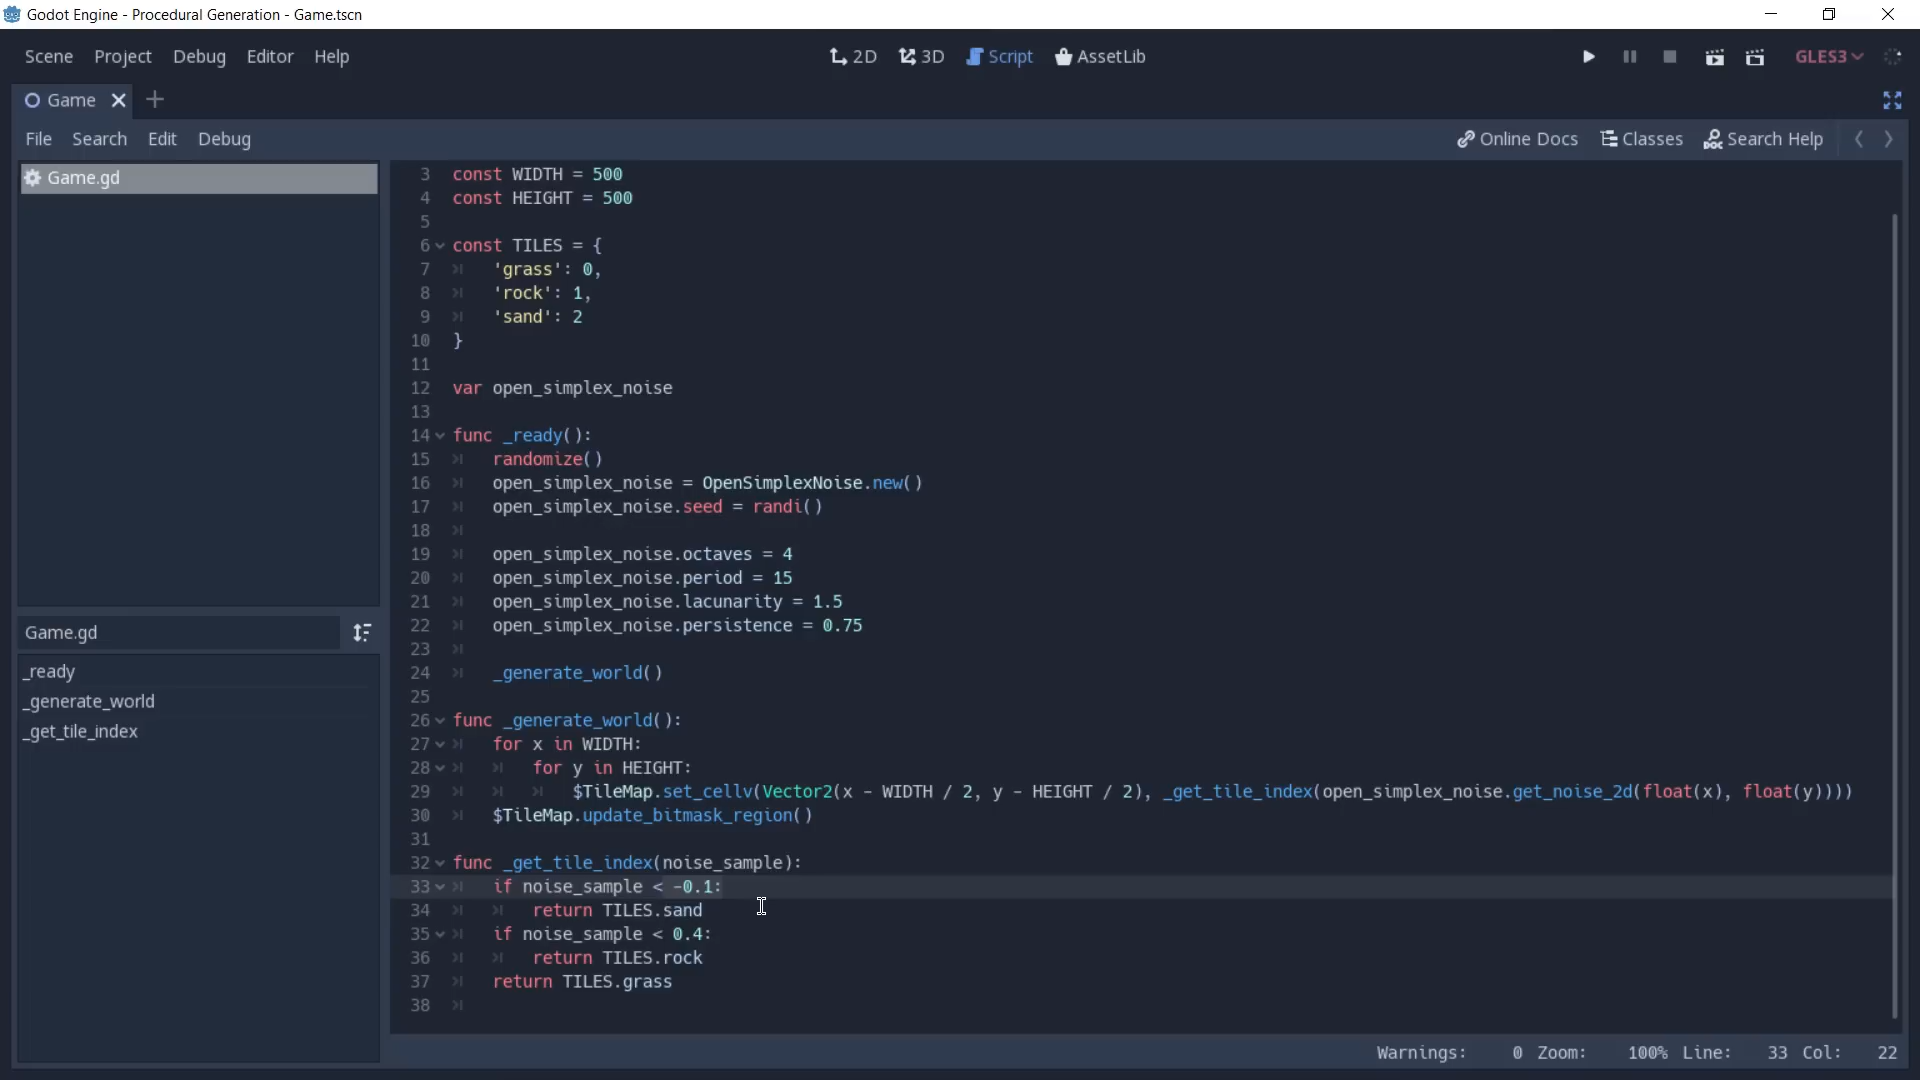 Godot Engine - Procedural Generation - Game.tscn
Scene Project Debug Editor Help
2D 3D Script AssetLib
GLES3
Game
File Search Edit Debug
Online Docs Classes Search Help
Game.gd
Game.gd
_ready
_generate_world
_get_tile_index
3 const WIDTH = 500
4 const HEIGHT = 500
5
6 const TILES = {
7 'grass': 0,
8 'rock': 1,
9 'sand': 2
10 }
11
12 var open_simplex_noise
13
14 func _ready():
15 randomize()
16 open_simplex_noise = OpenSimplexNoise.new()
17 open_simplex_noise.seed = randi()
18
19 open_simplex_noise.octaves = 4
20 open_simplex_noise.period = 15
21 open_simplex_noise.lacunarity = 1.5
22 open_simplex_noise.persistence = 0.75
23
24 _generate_world()
25
26 func _generate_world():
27 for x in WIDTH:
28 for y in HEIGHT:
29 $TileMap.set_cellv(Vector2(x - WIDTH / 2, y - HEIGHT / 2), _get_tile_index(open_simplex_noise.get_noise_2d(float(x), float(y))))
30 $TileMap.update_bitmask_region()
31
32 func _get_tile_index(noise_sample):
33 if noise_sample < -0.1:
34 return TILES.sand
35 if noise_sample < 0.4:
36 return TILES.rock
37 return TILES.grass
38
Warnings: 0 Zoom: 100% Line: 33 Col: 22